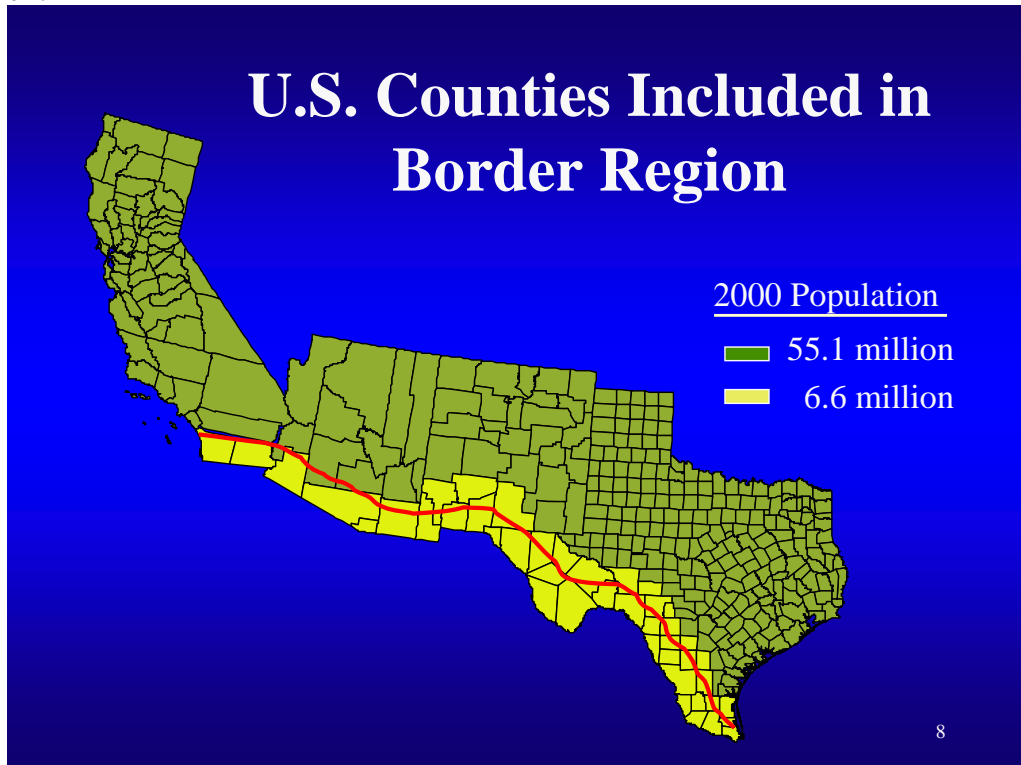 U.S. Counties Included in
Border Region
2000 Population
55.1 million
6.6 million
8